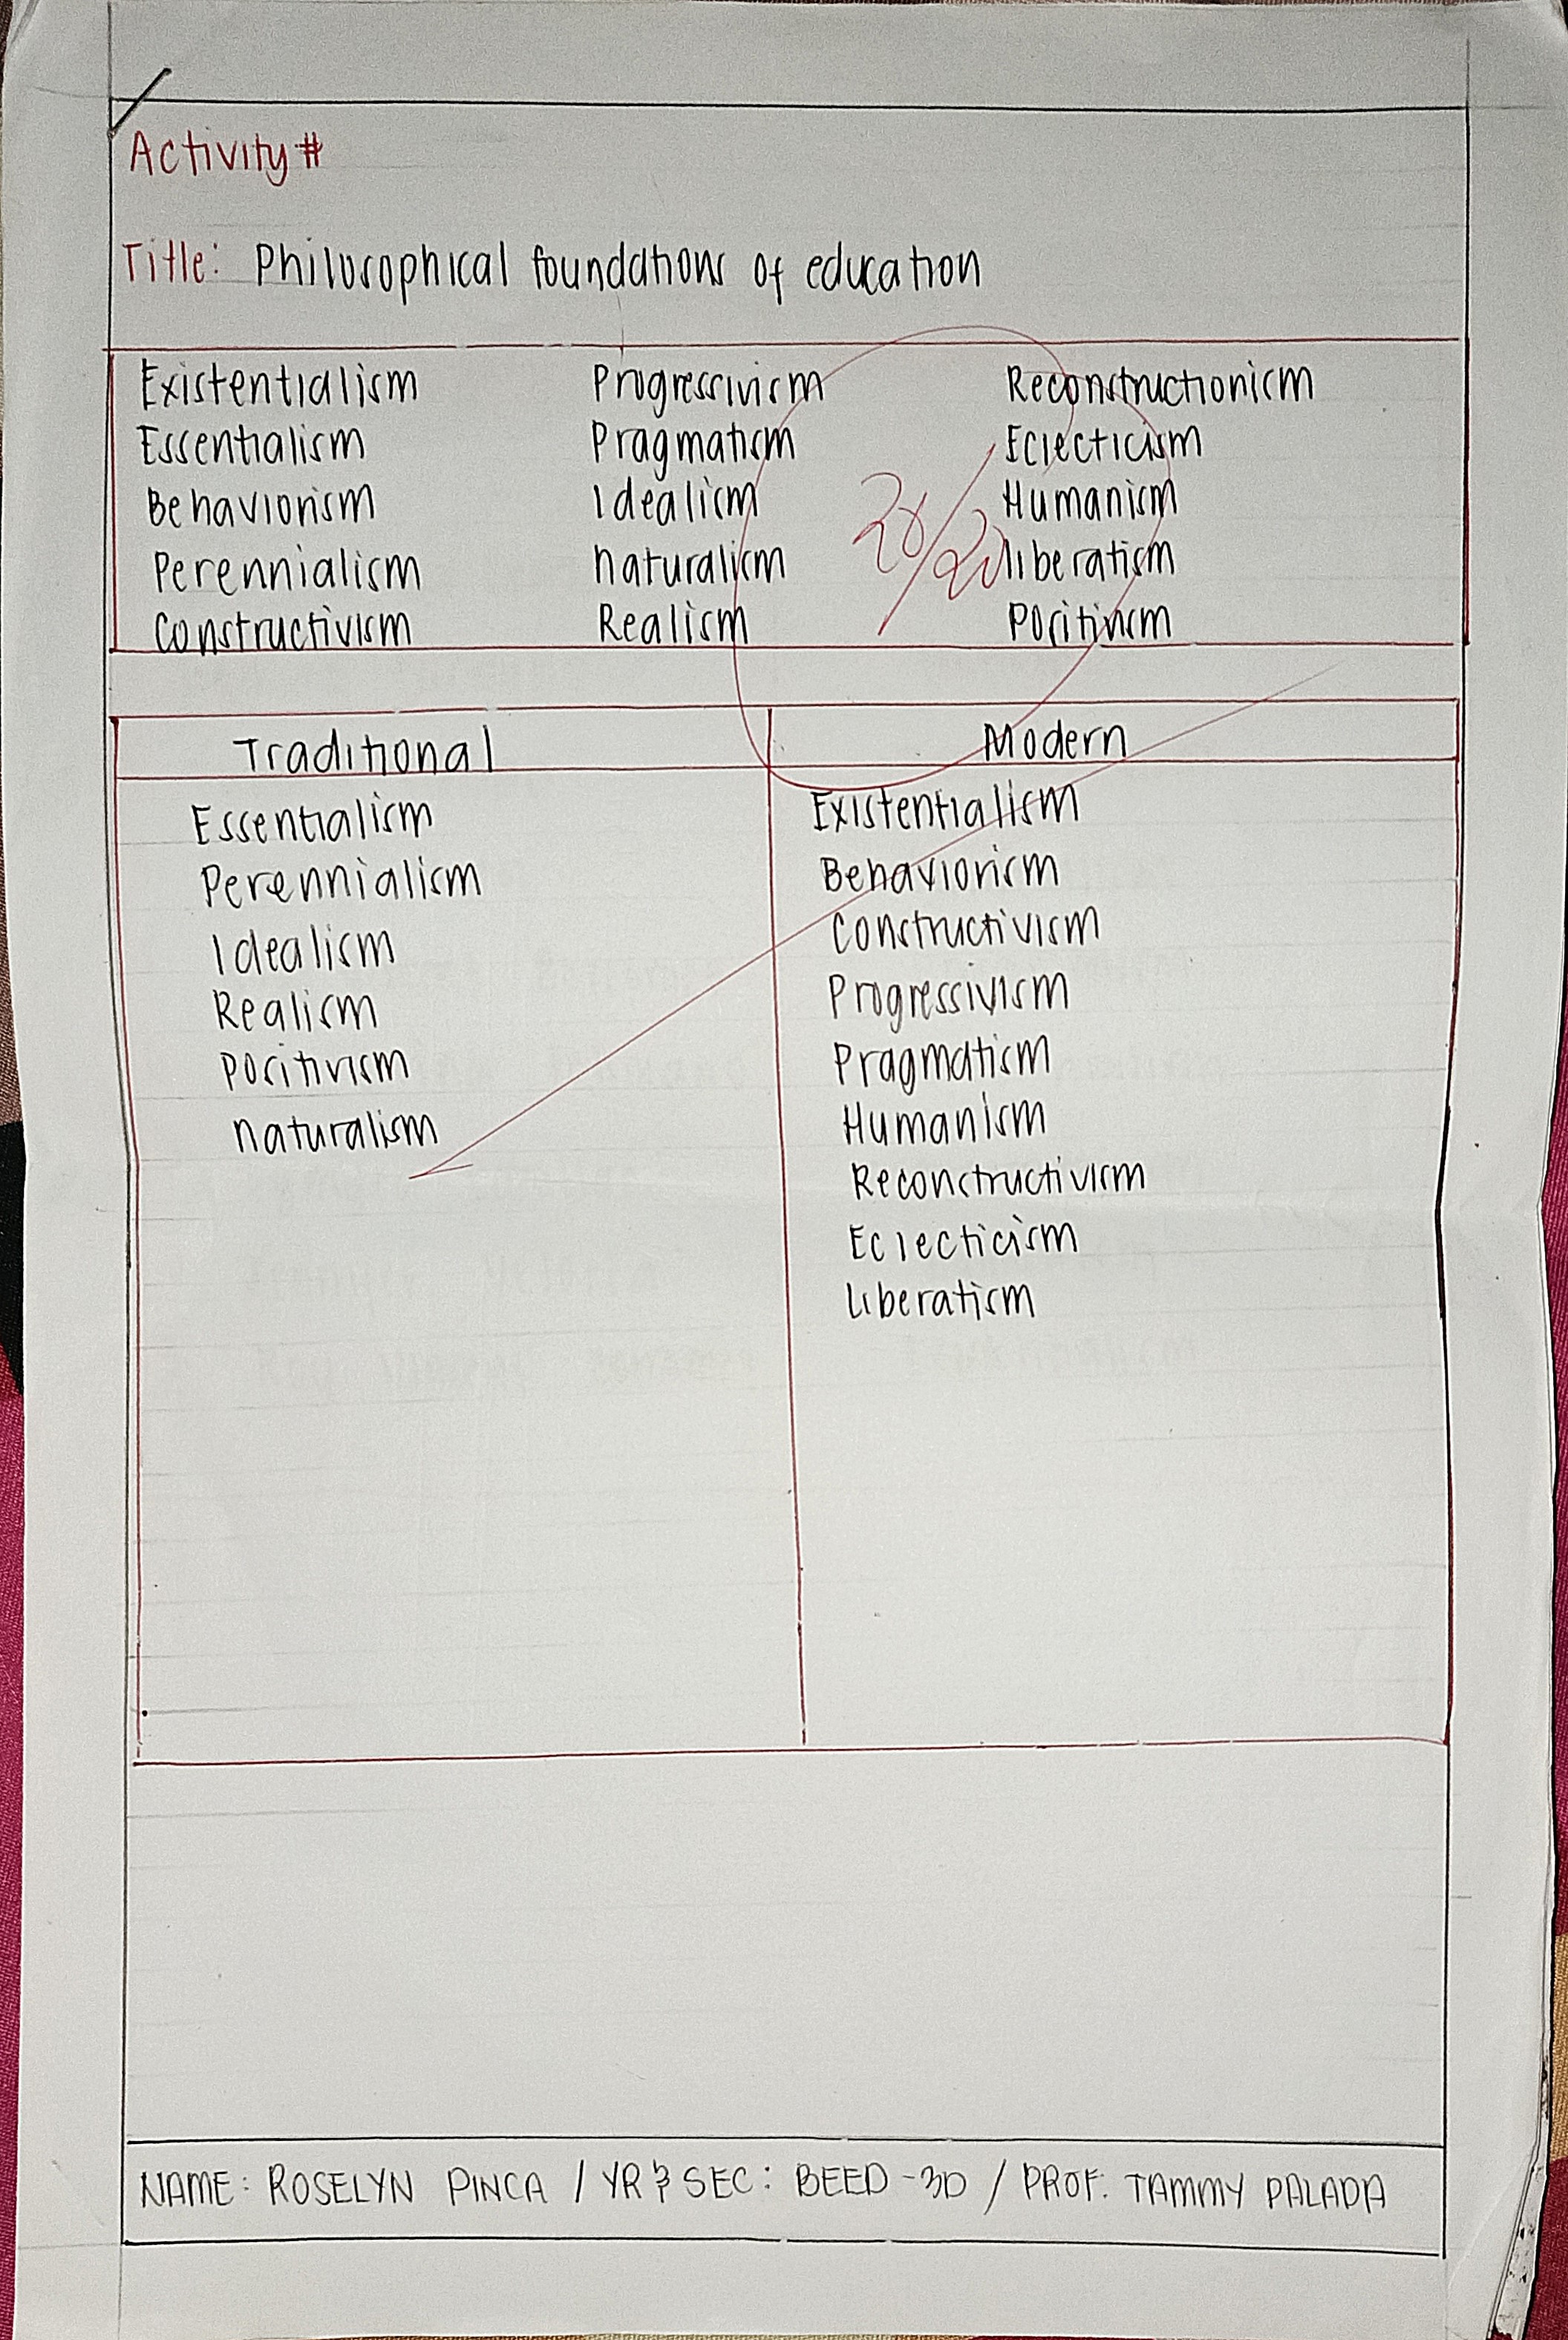 Activity #
Title: Philosophical foundations of education
Existentialism Progressivism Reconstructionism
Essentialism Pragmatism Eclecticism
Behaviorism Idealism Humanism
Perennialism Naturalism liberatism
Constructivism Realism Positivism
20/20
Traditional Modern
Essentialism Existentialism
Perennialism Behaviorism
Idealism Constructivism
Realism Progressivism
Positivism Pragmatism
Naturalism Humanism
Reconstructivism
Eclecticism
Liberatism
NAME: ROSELYN PINCA / YR & SEC: BEED-3D / PROF. TAMMY PALADA